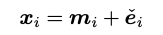 𝒙ᵢ = 𝒎ᵢ + 𝒆̌ᵢ